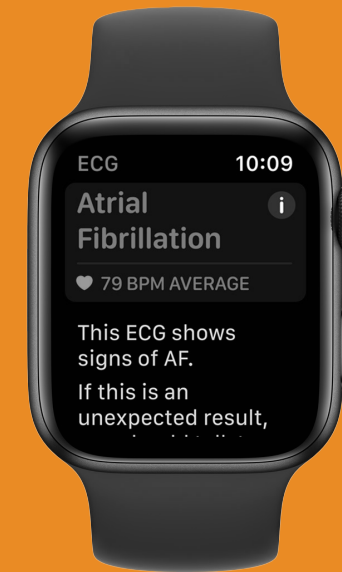 ECG 10:09
Atrial
Fibrillation
i
79 BPM AVERAGE
This ECG shows
signs of AF.
If this is an
unexpected result,